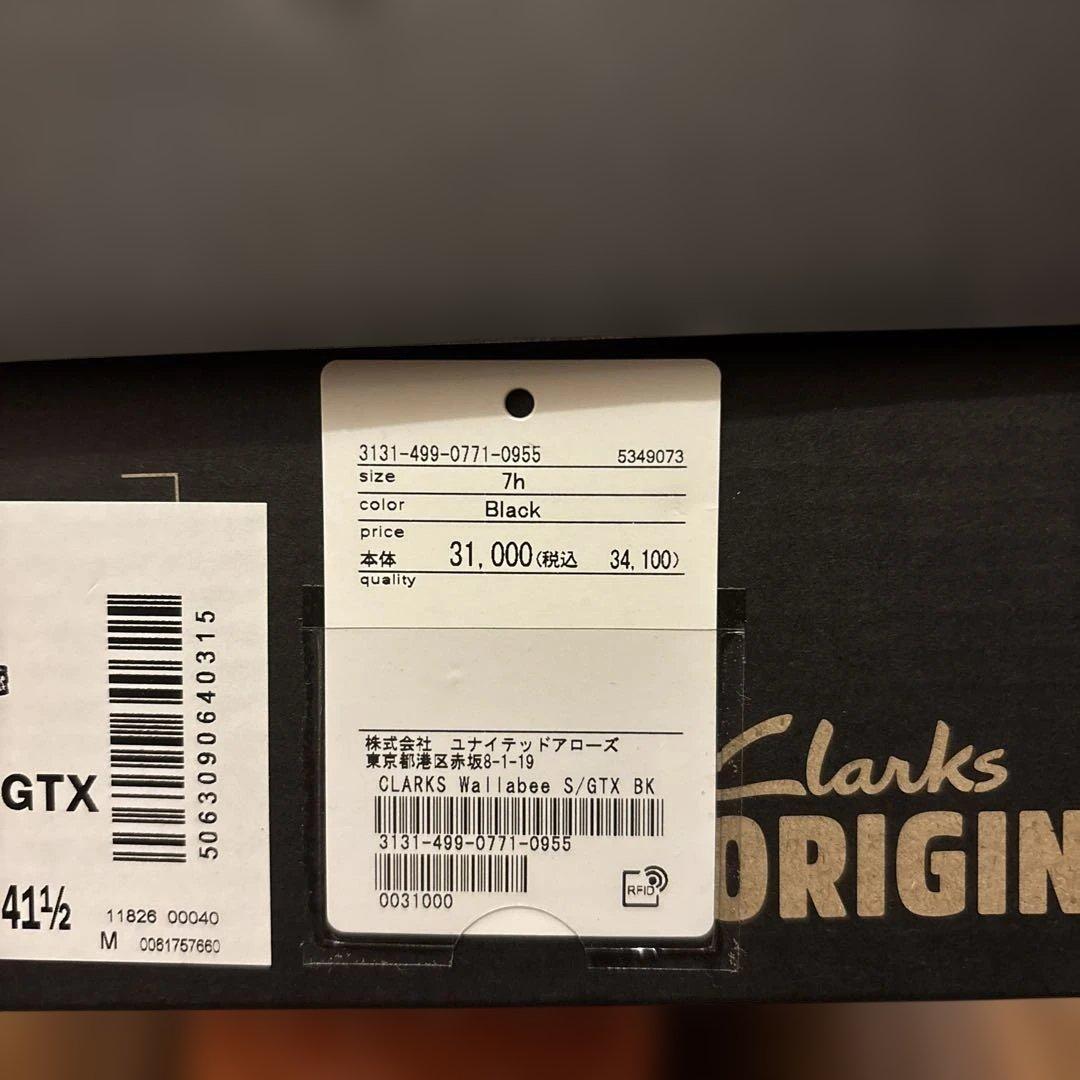 3131-499-0771-0955 5349073
size 7h
color Black
price
本体 31,000(税込 34,100)
quality
株式会社 ユナイテッドアローズ
東京都港区赤坂8-1-19
CLARKS Wallabee S/GTX BK
3131-499-0771-0955
0031000
RFID
GTX
5063090640315
41½
11826 00040
M 0061757660
Clarks
ORIGIN